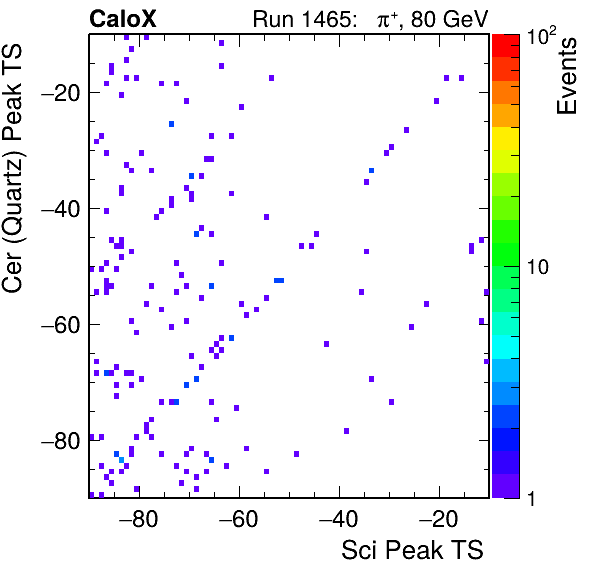 CaloX Run 1465: π⁺, 80 GeV
Cer (Quartz) Peak TS
−20
−40
−60
−80
−80 −60 −40 −20
Sci Peak TS
10²
10
1
Events